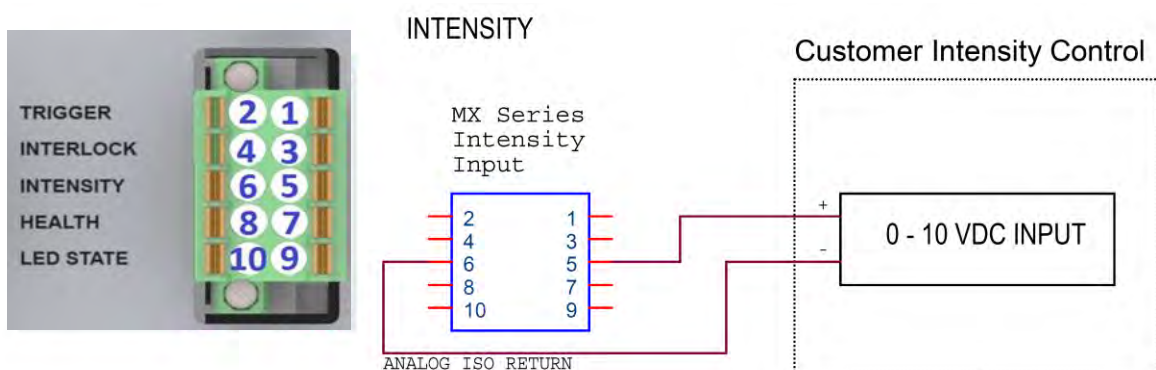 TRIGGER
INTERLOCK
INTENSITY
HEALTH
LED STATE
2 1
4 3
6 5
8 7
10 9
INTENSITY
MX Series
Intensity
Input
2 1
4 3
6 5
8 7
10 9
ANALOG ISO RETURN
Customer Intensity Control
+
-
0 - 10 VDC INPUT